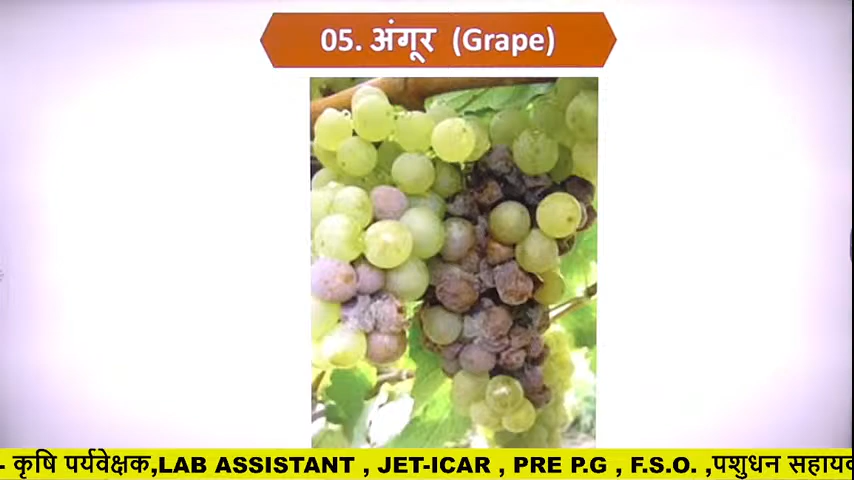 05. अंगूर (Grape)
- कृषि पर्यवेक्षक,LAB ASSISTANT , JET-ICAR , PRE P.G , F.S.O. ,पशुधन सहायक